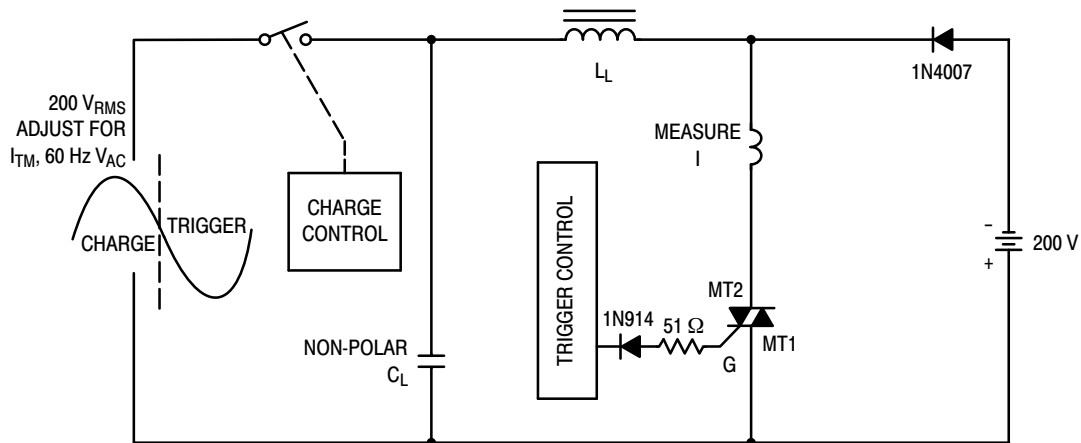 200 V_RMS
ADJUST FOR
I_TM, 60 Hz V_AC
CHARGE
TRIGGER
CHARGE
CONTROL
NON-POLAR
C_L
L_L
TRIGGER CONTROL
MEASURE
I
1N914
51 Ω
MT2
MT1
G
1N4007
-
+
200 V